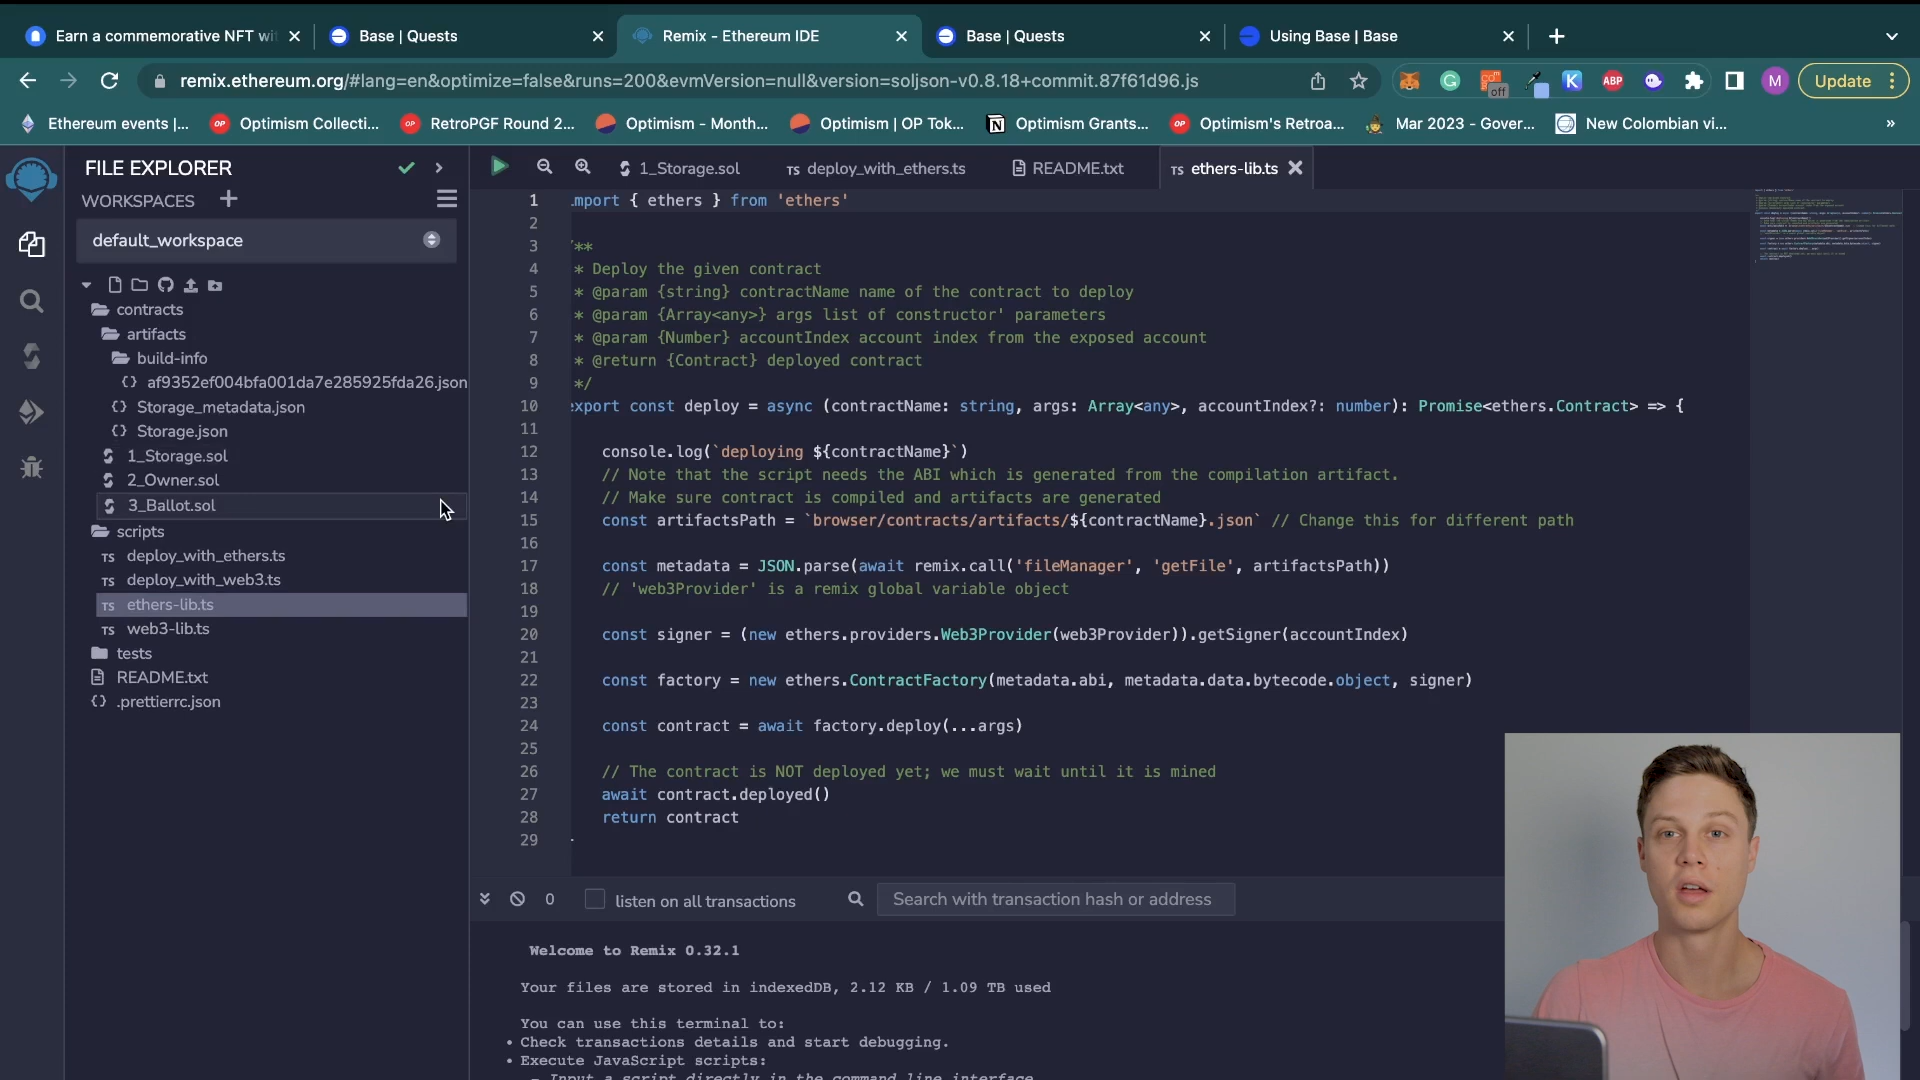 Earn a commemorative NFT wi
Base | Quests
Remix - Ethereum IDE
Base | Quests
Using Base | Base
remix.ethereum.org/#lang=en&optimize=false&runs=200&evmVersion=null&version=soljson-v0.8.18+commit.87f61d96.js
off
K
ABP
M
Update
Ethereum events |...
OP Optimism Collecti...
OP RetroPGF Round 2...
Optimism - Month...
Optimism | OP Tok...
Optimism Grants...
OP Optimism's Retroa...
Mar 2023 - Gover...
New Colombian vi...
»
FILE EXPLORER
WORKSPACES
default_workspace
contracts
artifacts
build-info
{} af9352ef004bfa001da7e285925fda26.json
{} Storage_metadata.json
{} Storage.json
1_Storage.sol
2_Owner.sol
3_Ballot.sol
scripts
TS deploy_with_ethers.ts
TS deploy_with_web3.ts
TS ethers-lib.ts
TS web3-lib.ts
tests
README.txt
{} .prettierrc.json
1_Storage.sol
TS deploy_with_ethers.ts
README.txt
TS ethers-lib.ts
1 mport { ethers } from 'ethers'
2
3 /**
4 * Deploy the given contract
5 * @param {string} contractName name of the contract to deploy
6 * @param {Array<any>} args list of constructor' parameters
7 * @param {Number} accountIndex account index from the exposed account
8 * @return {Contract} deployed contract
9 */
10 export const deploy = async (contractName: string, args: Array<any>, accountIndex?: number): Promise<ethers.Contract> => {
11
12 console.log(`deploying ${contractName}`)
13 // Note that the script needs the ABI which is generated from the compilation artifact.
14 // Make sure contract is compiled and artifacts are generated
15 const artifactsPath = `browser/contracts/artifacts/${contractName}.json` // Change this for different path
16
17 const metadata = JSON.parse(await remix.call('fileManager', 'getFile', artifactsPath))
18 // 'web3Provider' is a remix global variable object
19
20 const signer = (new ethers.providers.Web3Provider(web3Provider)).getSigner(accountIndex)
21
22 const factory = new ethers.ContractFactory(metadata.abi, metadata.data.bytecode.object, signer)
23
24 const contract = await factory.deploy(...args)
25
26 // The contract is NOT deployed yet; we must wait until it is mined
27 await contract.deployed()
28 return contract
29
0
listen on all transactions
Search with transaction hash or address
Welcome to Remix 0.32.1
Your files are stored in indexedDB, 2.12 KB / 1.09 TB used
You can use this terminal to:
• Check transactions details and start debugging.
• Execute JavaScript scripts:
- Input a script directly in the command line interface